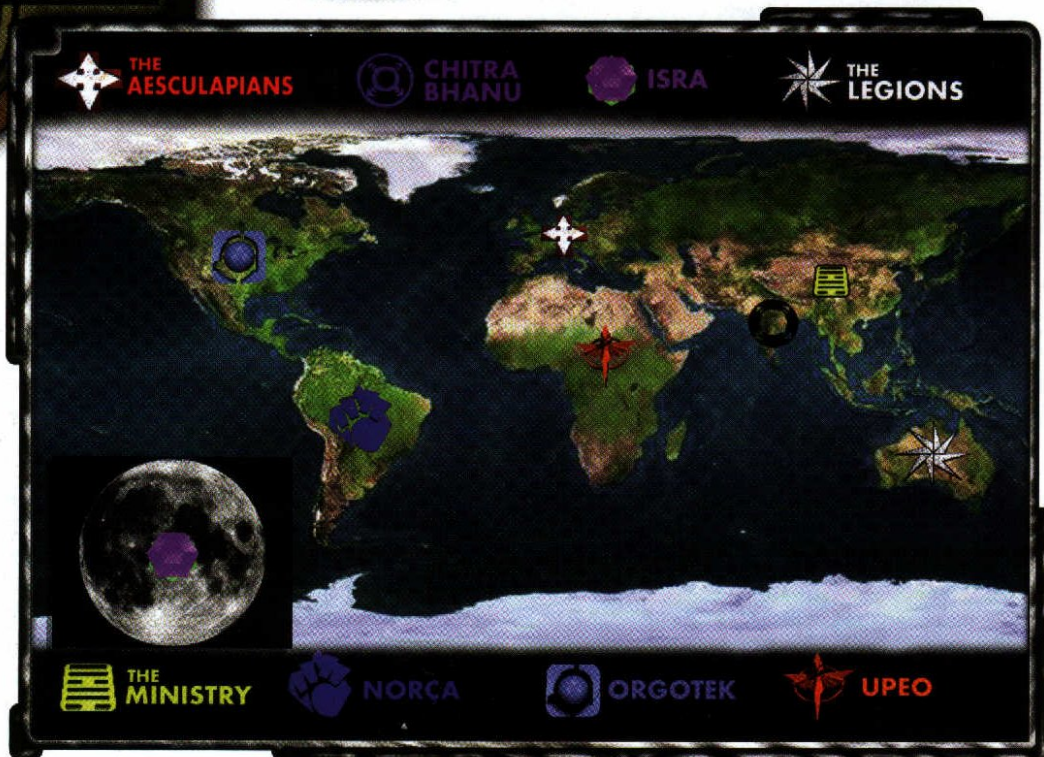 THE
AESCULAPIANS
CHITRA
BHANU
ISRA
THE
LEGIONS
THE
MINISTRY
NORÇA
ORGOTEK
UPEO